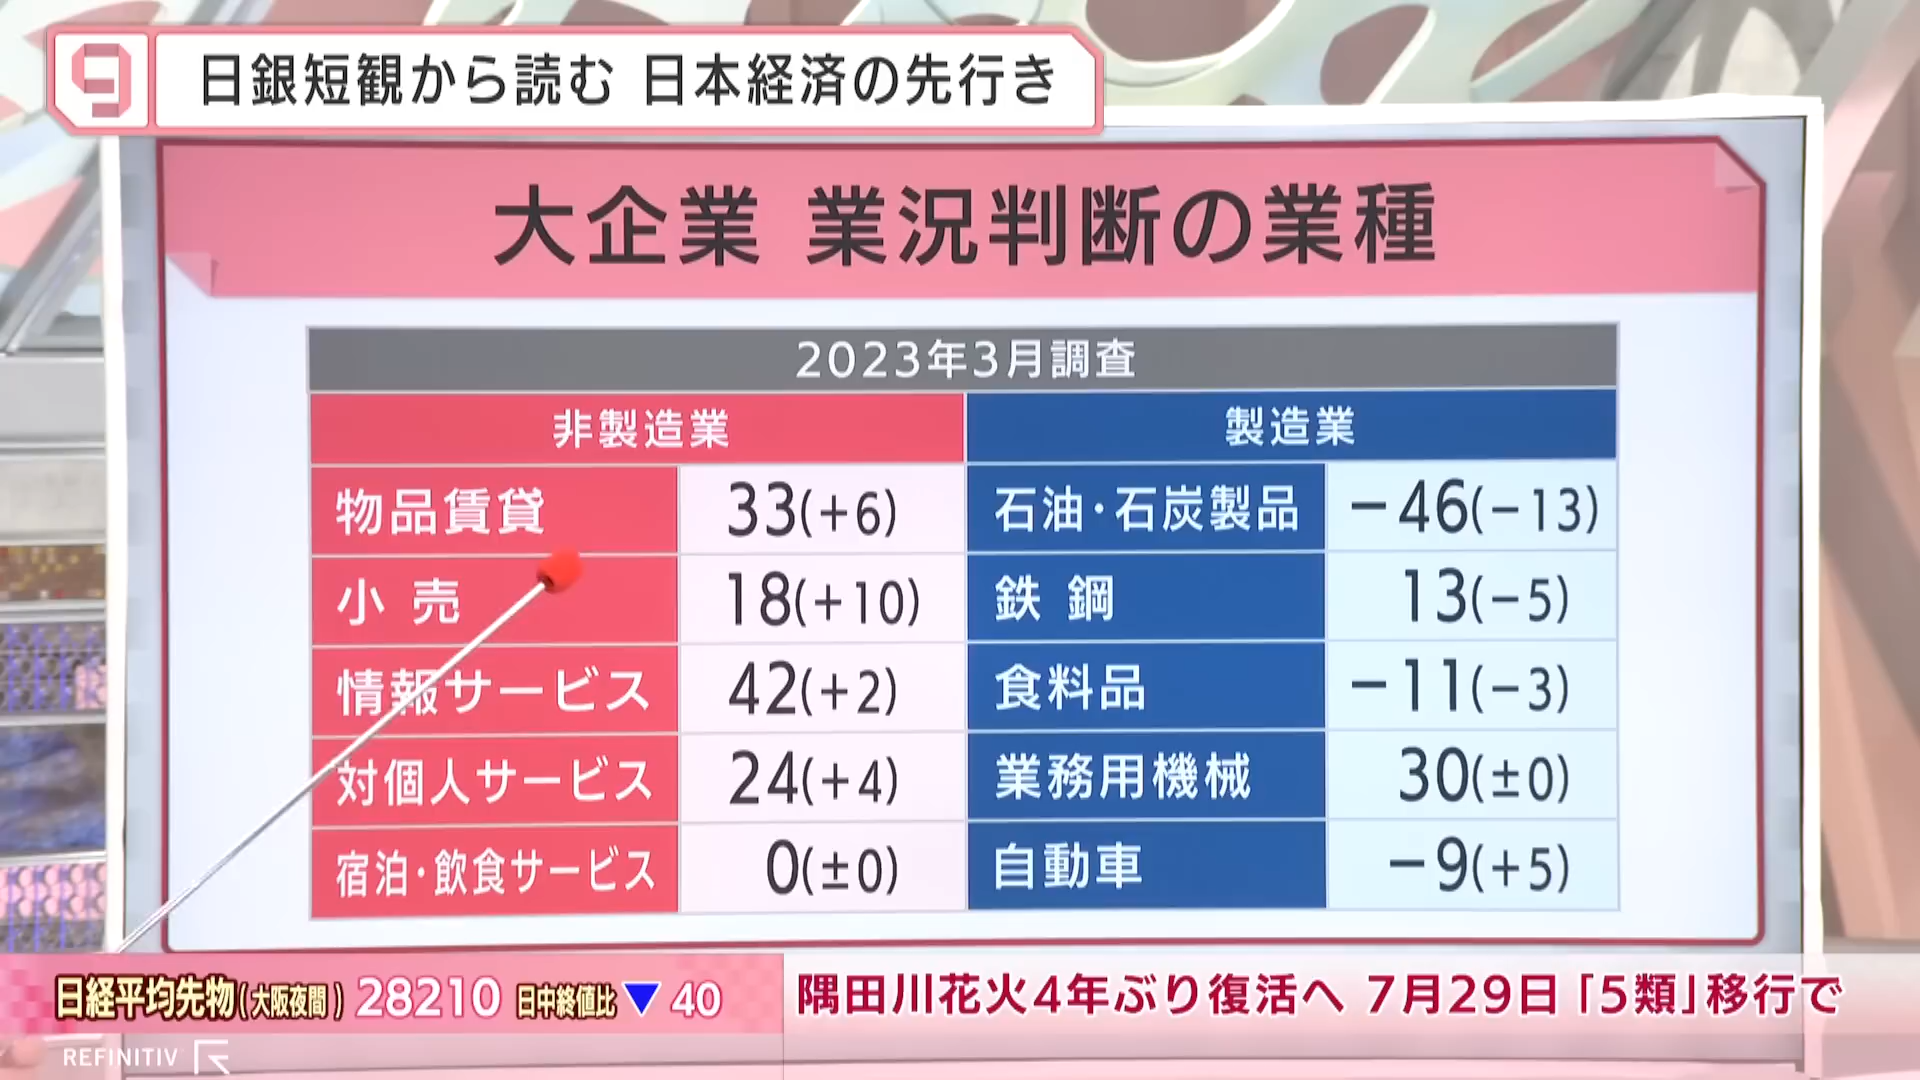 9
日銀短観から読む 日本経済の先行き
大企業 業況判断の業種
2023年3月調査
非製造業 製造業
物品賃貸 33(+6) 石油・石炭製品 −46(−13)
小売 18(+10) 鉄鋼 13(−5)
情報サービス 42(+2) 食料品 −11(−3)
対個人サービス 24(+4) 業務用機械 30(±0)
宿泊・飲食サービス 0(±0) 自動車 −9(+5)
日経平均先物(大阪夜間) 28210 日中終値比▼40
隅田川花火4年ぶり復活へ 7月29日「5類」移行で
REFINITIV